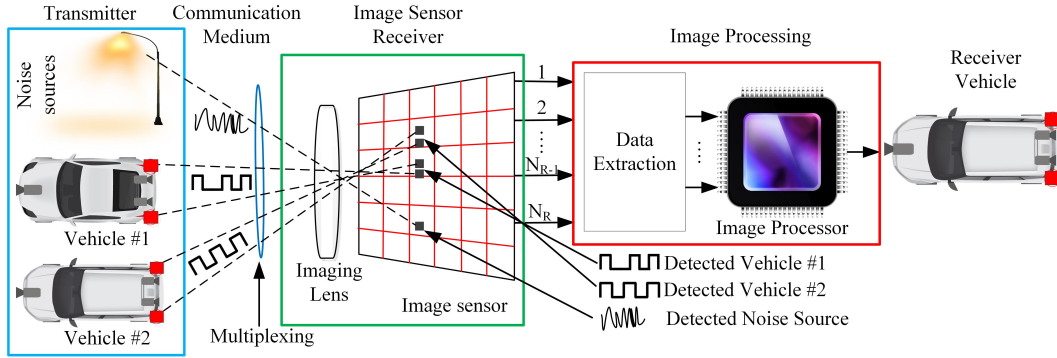 Transmitter
Communication
Medium
Image Sensor
Receiver
Image Processing
Receiver
Vehicle
Noise
sources
1
2
N_{R-1}
N_R
Data
Extraction
Image Processor
Vehicle #1
Vehicle #2
Imaging
Lens
Image sensor
Multiplexing
Detected Vehicle #1
Detected Vehicle #2
Detected Noise Source